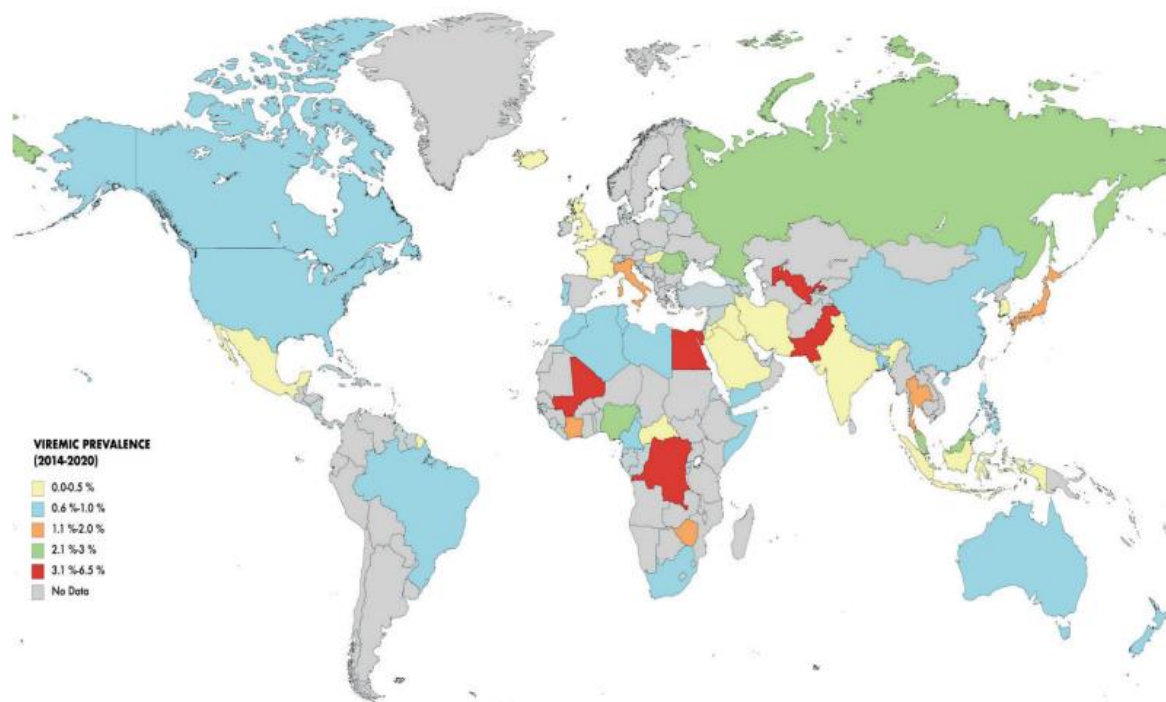 VIREMIC PREVALENCE
(2014-2020)
0.0-0.5 %
0.6 %-1.0 %
1.1 %-2.0 %
2.1 %-3 %
3.1 %-6.5 %
No Data